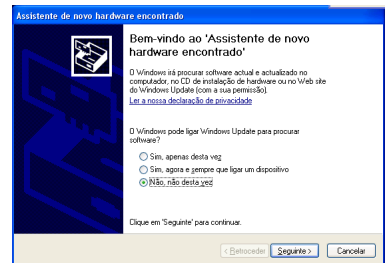 Assistente de novo hardware encontrado
Bem-vindo ao 'Assistente de novo
hardware encontrado'
O Windows irá procurar software actual e actualizado no
computador, no CD de instalação de hardware ou no Web site
do Windows Update (com a sua permissão).
Ler a nossa declaração de privacidade
O Windows pode ligar Windows Update para procurar
software?
Sim, apenas desta vez
Sim, agora e sempre que ligar um dispositivo
Não, não desta vez
Clique em 'Seguinte' para continuar.
< Retroceder Seguinte > Cancelar